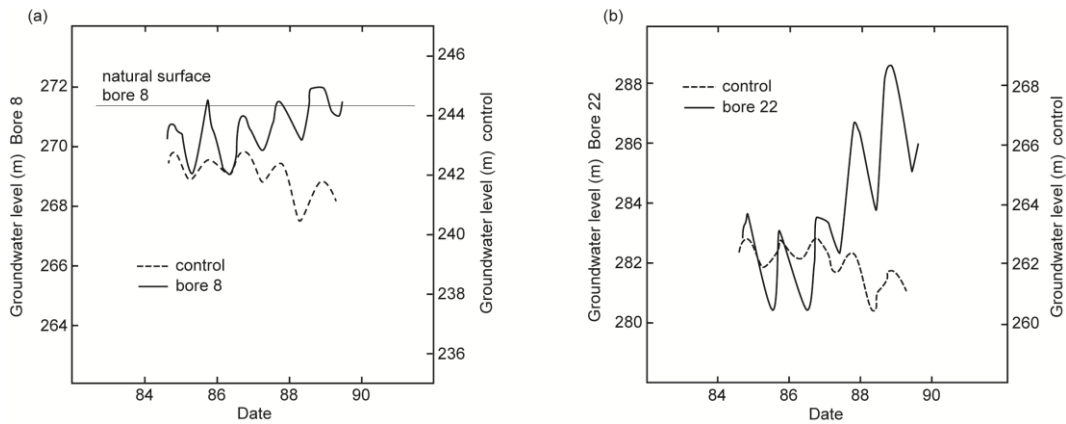 (a)
Groundwater level (m) Bore 8
272
270
268
266
264
natural surface
bore 8
control
bore 8
84
86
88
90
Date
246
244
242
240
238
236
Groundwater level (m) control
(b)
Groundwater level (m) Bore 22
288
286
284
282
280
control
bore 22
84
86
88
90
Date
268
266
264
262
260
Groundwater level (m) control